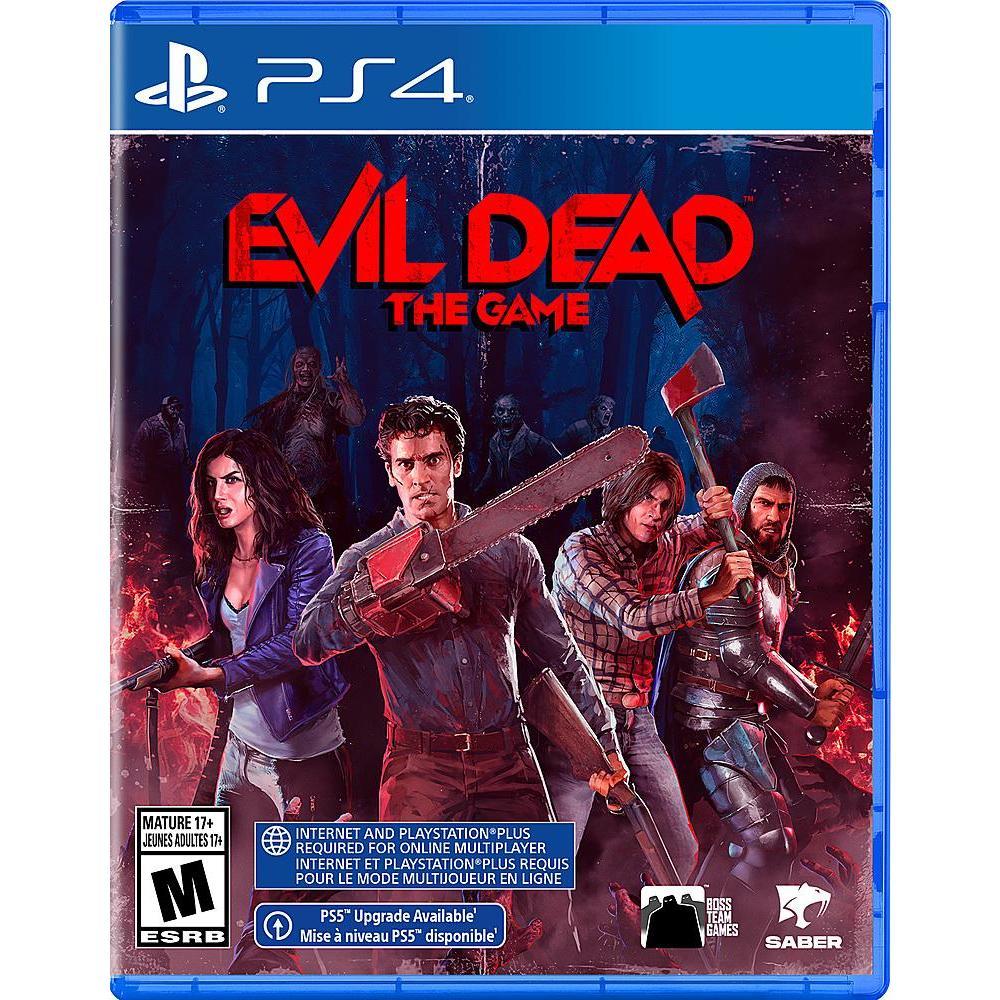 PS4®
EVIL DEAD™
THE GAME
MATURE 17+
JEUNES ADULTES 17+
M
ESRB
INTERNET AND PLAYSTATION®PLUS
REQUIRED FOR ONLINE MULTIPLAYER
INTERNET ET PLAYSTATION®PLUS REQUIS
POUR LE MODE MULTIJOUEUR EN LIGNE
PS5™ Upgrade Available¹
Mise à niveau PS5™ disponible¹
BOSS
TEAM
GAMES
SABER